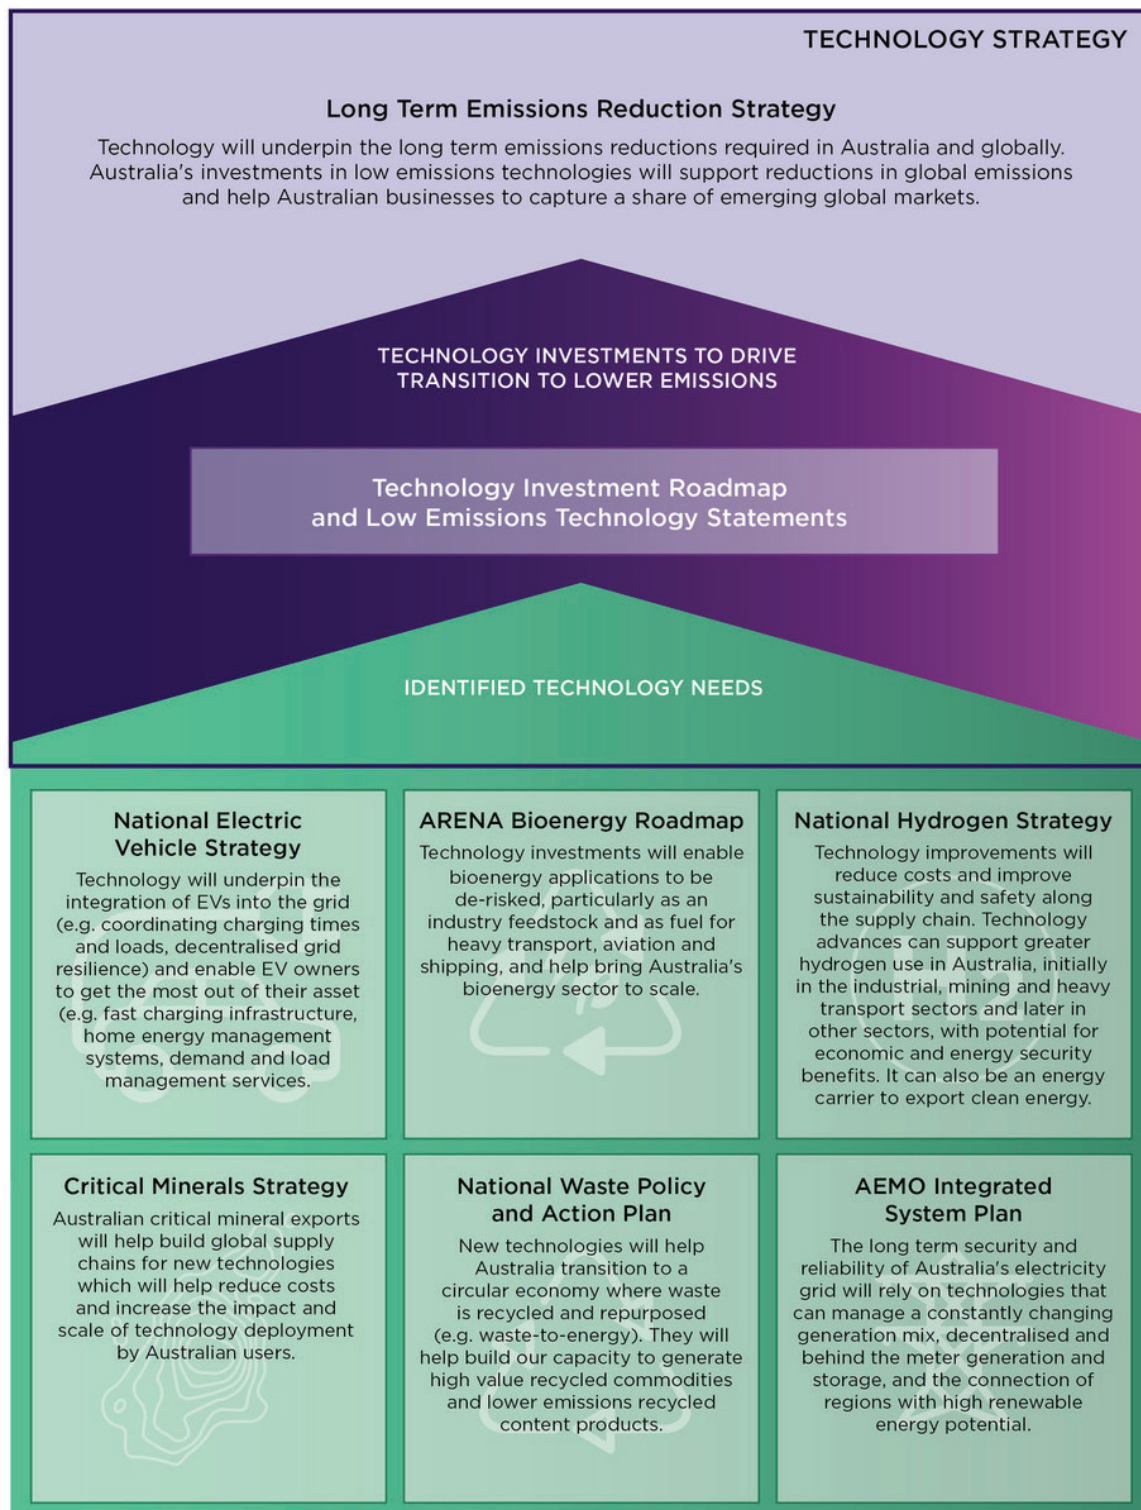 TECHNOLOGY STRATEGY
Long Term Emissions Reduction Strategy
Technology will underpin the long term emissions reductions required in Australia and globally.
Australia's investments in low emissions technologies will support reductions in global emissions
and help Australian businesses to capture a share of emerging global markets.
TECHNOLOGY INVESTMENTS TO DRIVE
TRANSITION TO LOWER EMISSIONS
Technology Investment Roadmap
and Low Emissions Technology Statements
IDENTIFIED TECHNOLOGY NEEDS
National Electric
Vehicle Strategy
Technology will underpin the
integration of EVs into the grid
(e.g. coordinating charging times
and loads, decentralised grid
resilience) and enable EV owners
to get the most out of their asset
(e.g. fast charging infrastructure,
home energy management
systems, demand and load
management services.
ARENA Bioenergy Roadmap
Technology investments will enable
bioenergy applications to be
de-risked, particularly as an
industry feedstock and as fuel for
heavy transport, aviation and
shipping, and help bring Australia's
bioenergy sector to scale.
National Hydrogen Strategy
Technology improvements will
reduce costs and improve
sustainability and safety along
the supply chain. Technology
advances can support greater
hydrogen use in Australia, initially
in the industrial, mining and heavy
transport sectors and later in
other sectors, with potential for
economic and energy security
benefits. It can also be an energy
carrier to export clean energy.
H2
Critical Minerals Strategy
Australian critical mineral exports
will help build global supply
chains for new technologies
which will help reduce costs
and increase the impact and
scale of technology deployment
by Australian users.
National Waste Policy
and Action Plan
New technologies will help
Australia transition to a
circular economy where waste
is recycled and repurposed
(e.g. waste-to-energy). They will
help build our capacity to generate
high value recycled commodities
and lower emissions recycled
content products.
AEMO Integrated
System Plan
The long term security and
reliability of Australia's electricity
grid will rely on technologies that
can manage a constantly changing
generation mix, decentralised and
behind the meter generation and
storage, and the connection of
regions with high renewable
energy potential.